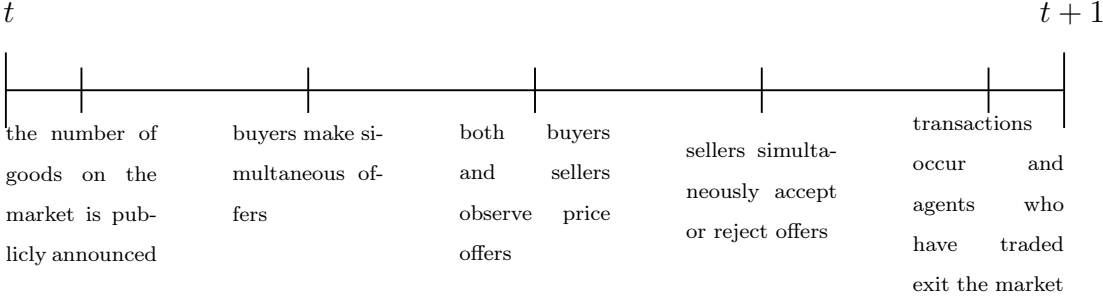 t
t + 1
the number of
goods on the
market is pub-
licly announced
buyers make si-
multaneous of-
fers
both buyers
and sellers
observe price
offers
sellers simulta-
neously accept
or reject offers
transactions
occur and
agents who
have traded
exit the market